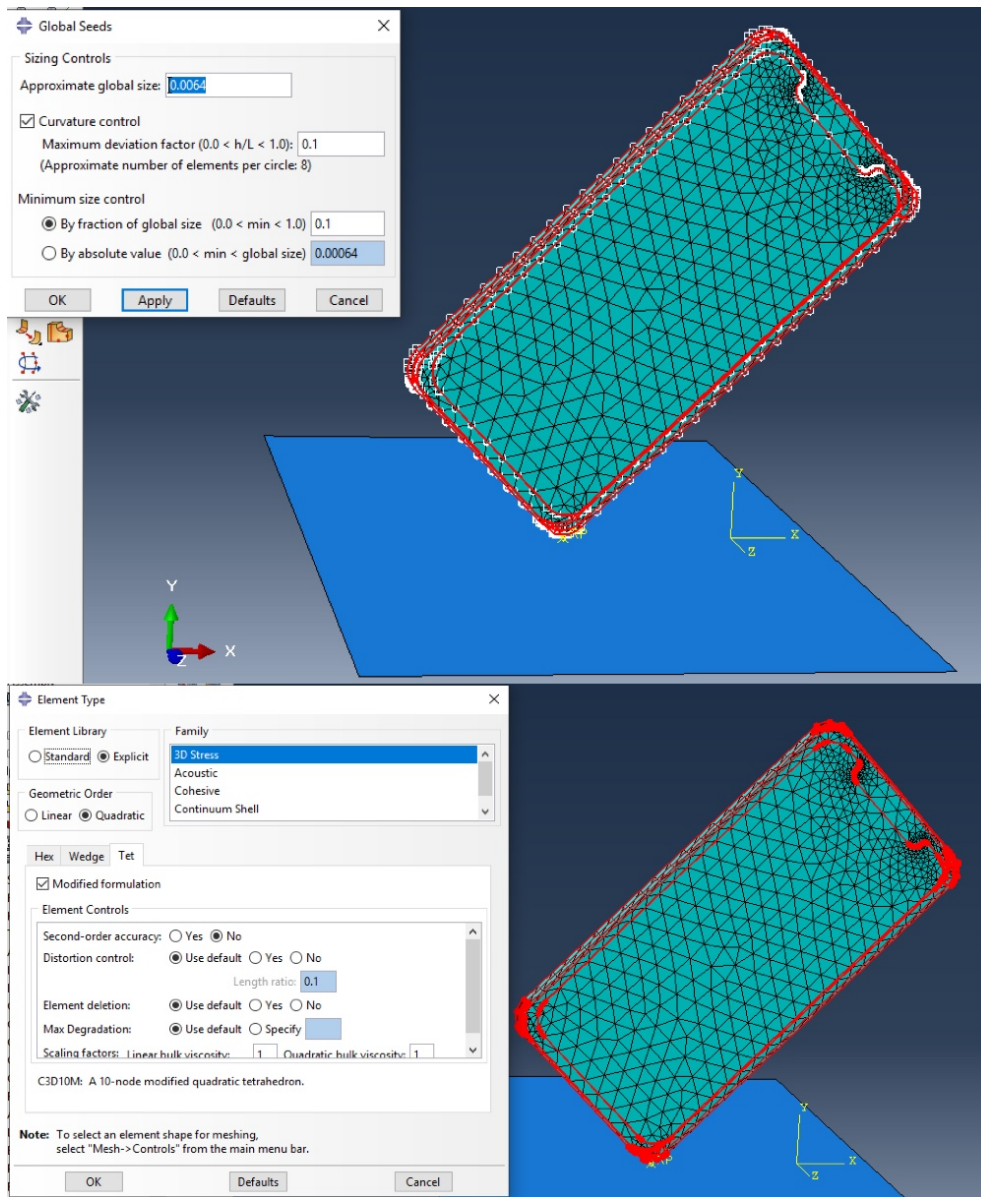 Global Seeds
Sizing Controls
Approximate global size: 0.0064
Curvature control
Maximum deviation factor (0.0 < h/L < 1.0): 0.1
(Approximate number of elements per circle: 8)
Minimum size control
By fraction of global size (0.0 < min < 1.0) 0.1
By absolute value (0.0 < min < global size) 0.00064
OK Apply Defaults Cancel
Y
X
Z
Y
X
Z
Element Type
Element Library
Family
Standard Explicit
3D Stress
Acoustic
Cohesive
Continuum Shell
Geometric Order
Linear Quadratic
Hex Wedge Tet
Modified formulation
Element Controls
Second-order accuracy: Yes No
Distortion control: Use default Yes No
Length ratio: 0.1
Element deletion: Use default Yes No
Max Degradation: Use default Specify
Scaling factors: Linear bulk viscosity: 1 Quadratic bulk viscosity: 1
C3D10M: A 10-node modified quadratic tetrahedron.
Note: To select an element shape for meshing,
select "Mesh->Controls" from the main menu bar.
OK Defaults Cancel
Y
X
Z